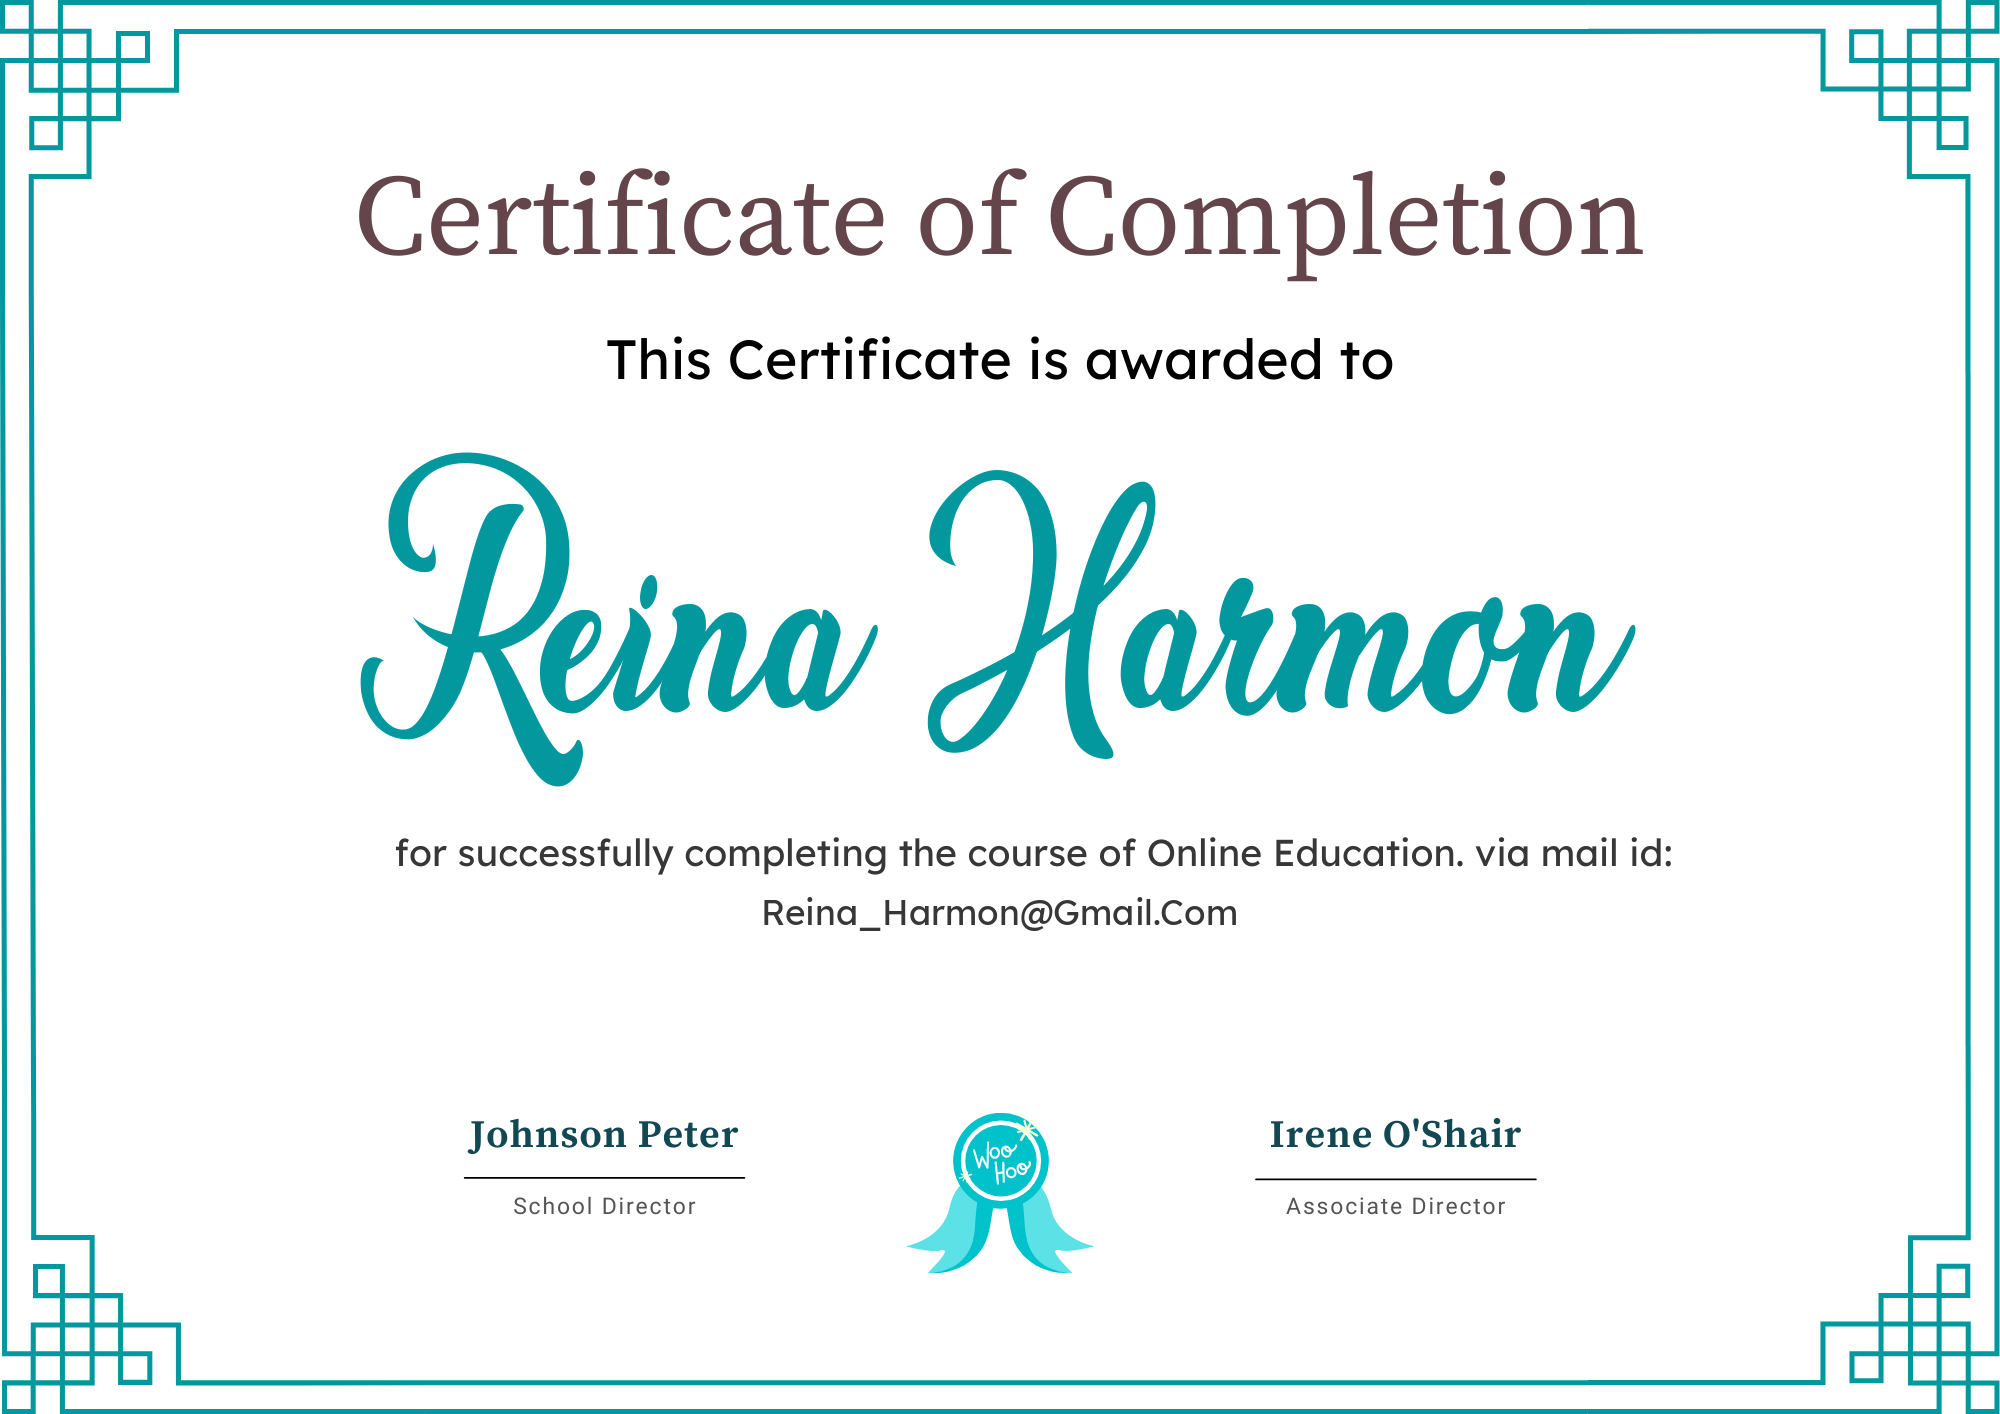 Certificate of Completion
This Certificate is awarded to
Reina Harmon
for successfully completing the course of Online Education. via mail id:
Reina_Harmon@Gmail.Com
Johnson Peter
School Director
Woo
Hoo
Irene O'Shair
Associate Director